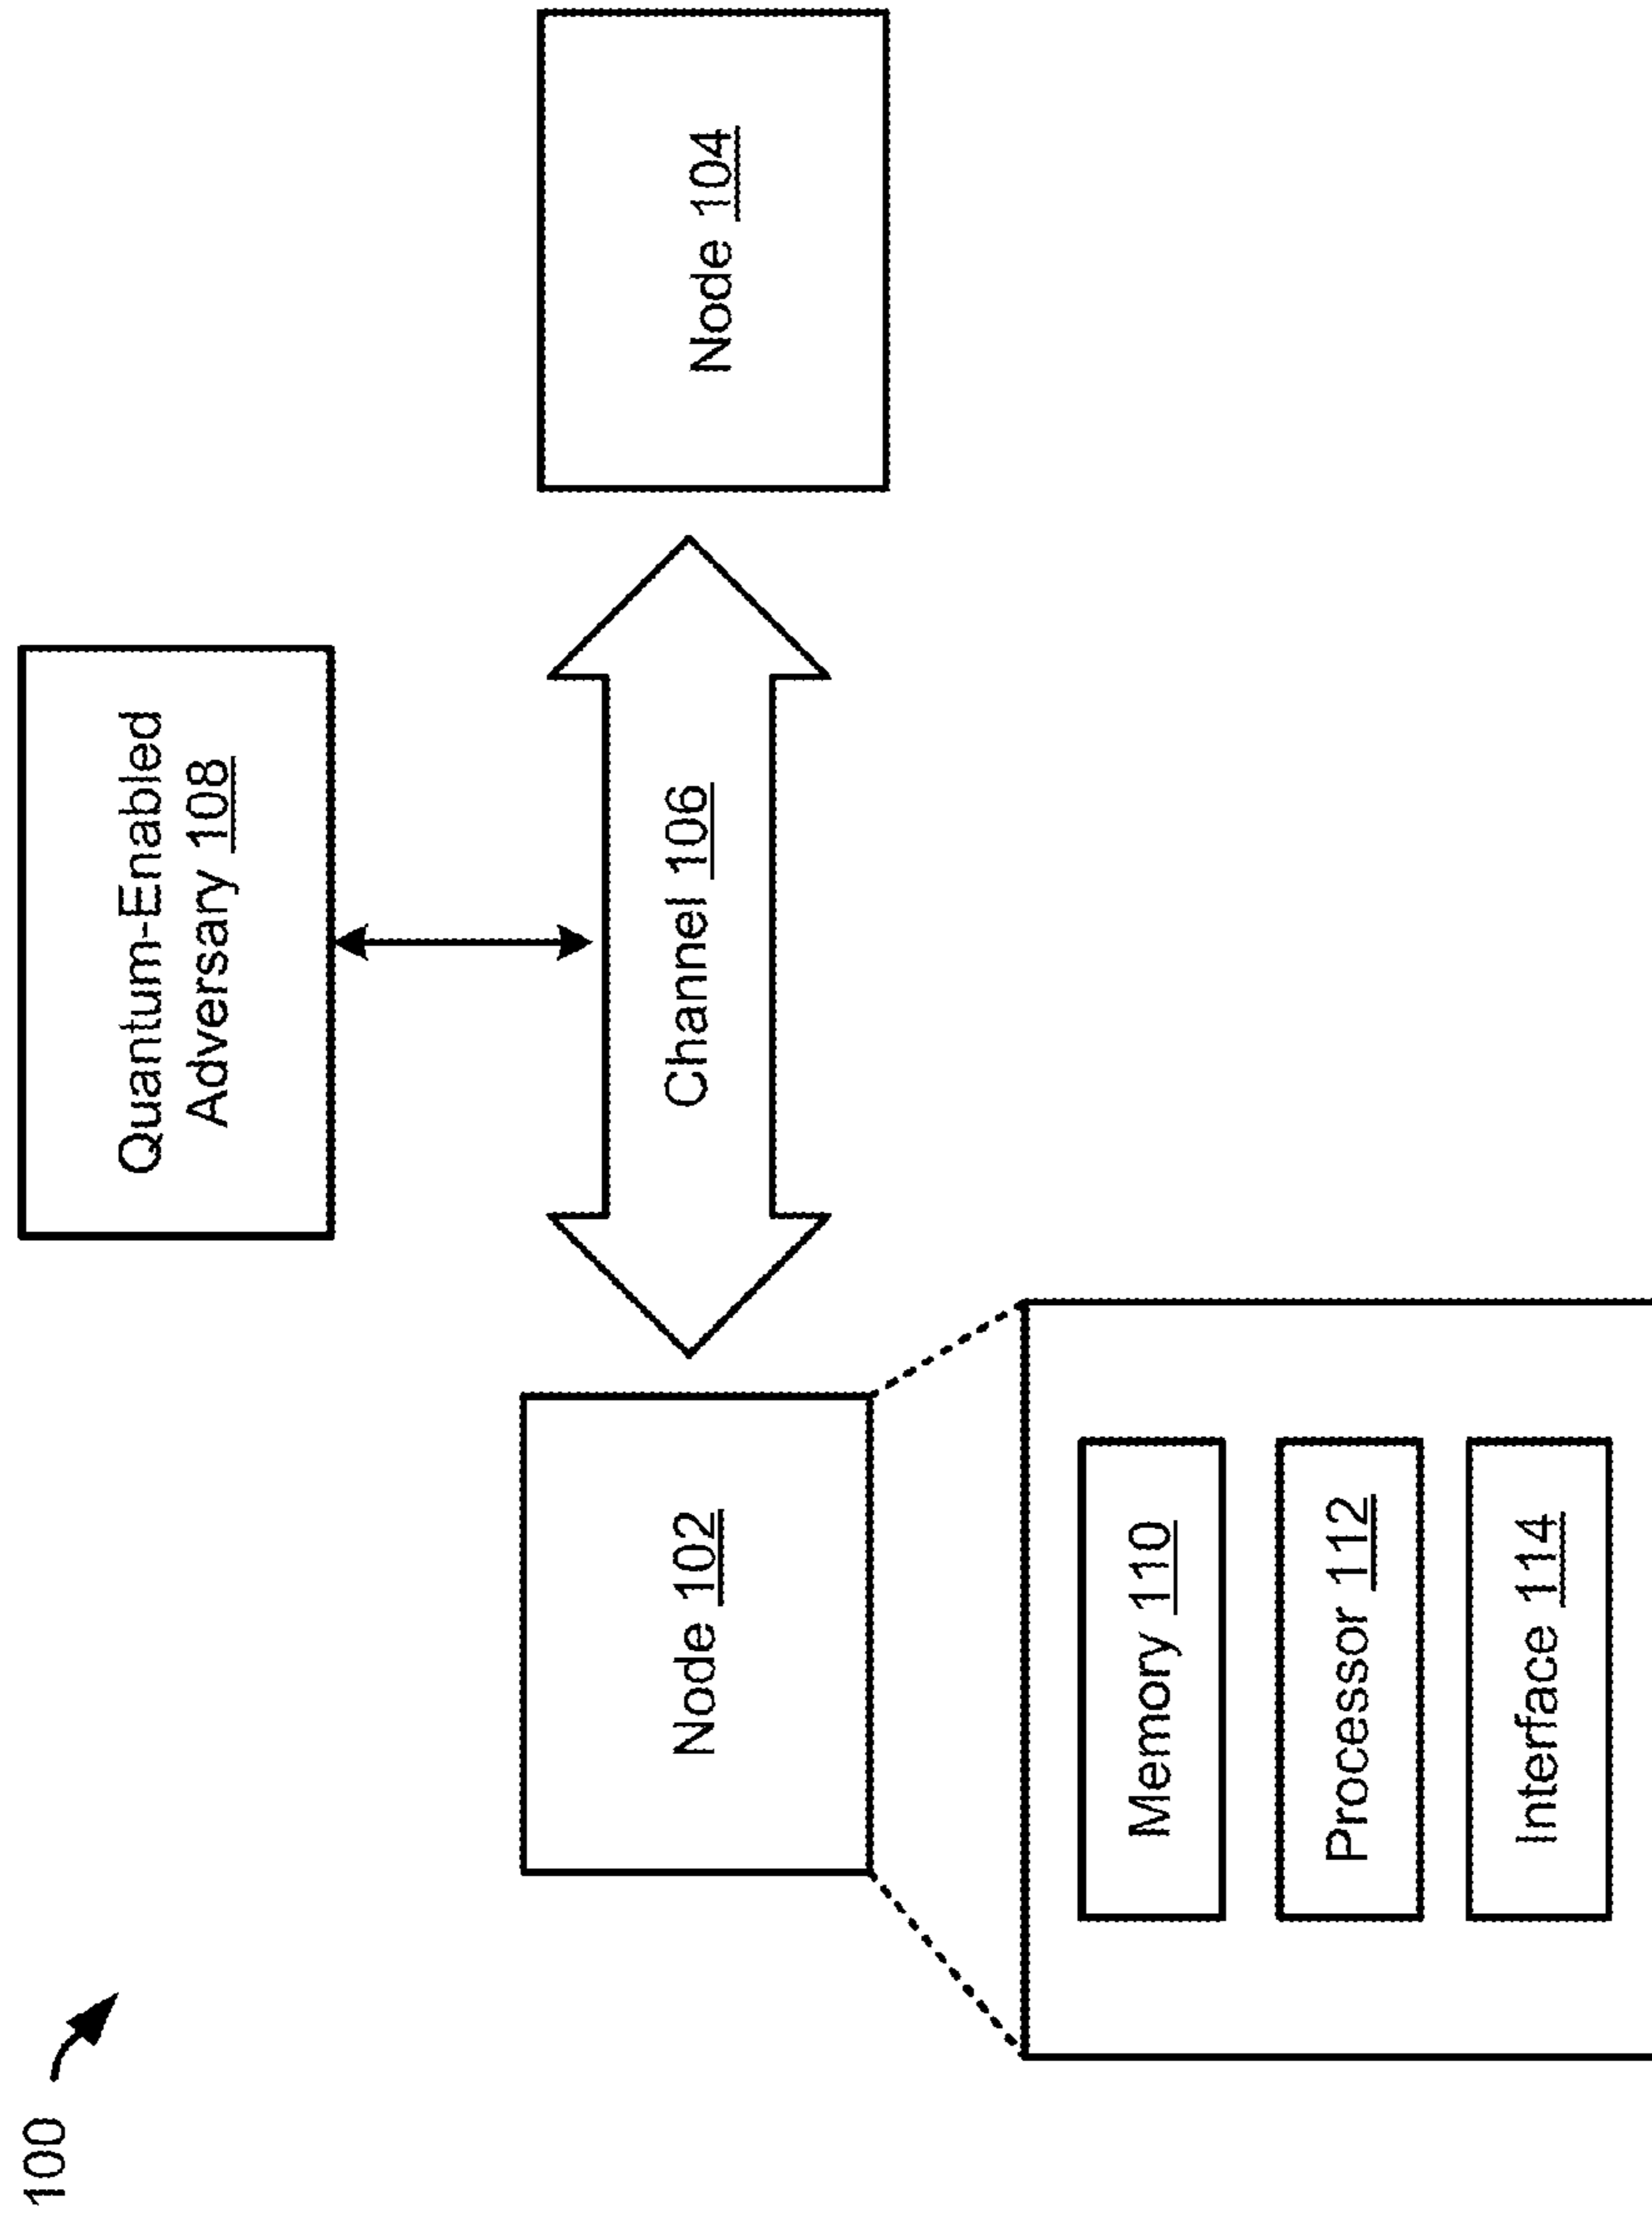 100
Quantum-Enabled
Adversary 108
Node 102
Channel 106
Node 104
Memory 110
Processor 112
Interface 114